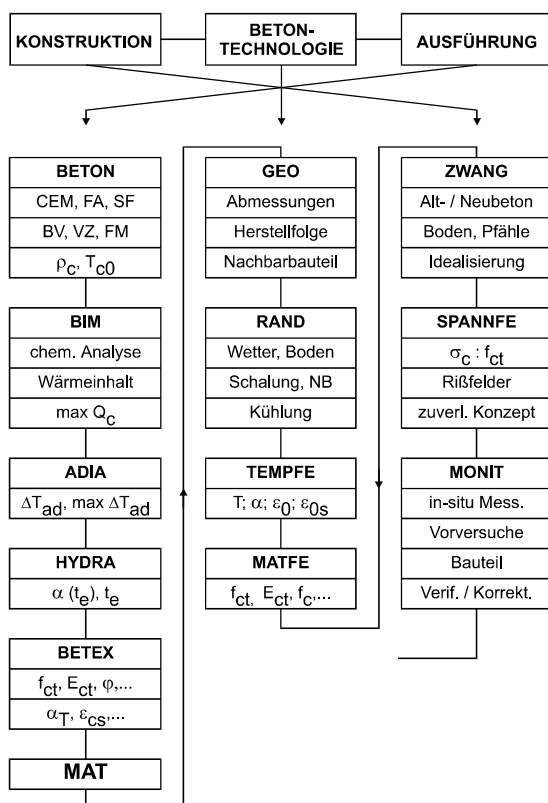 KONSTRUKTION
BETON-
TECHNOLOGIE
AUSFÜHRUNG
BETON
CEM, FA, SF
BV, VZ, FM
ρc, Tc0
BIM
chem. Analyse
Wärmeinhalt
max Qc
ADIA
ΔTad, max ΔTad
HYDRA
α (te), te
BETEX
fct, Ect, φ,...
αT, εcs,...
MAT
GEO
Abmessungen
Herstellfolge
Nachbarbauteil
RAND
Wetter, Boden
Schalung, NB
Kühlung
TEMPFE
T; α; ε0; ε0s
MATFE
fct, Ect, fc,...
ZWANG
Alt- / Neubeton
Boden, Pfähle
Idealisierung
SPANNFE
σc : fct
Rißfelder
zuverl. Konzept
MONIT
in-situ Mess.
Vorversuche
Bauteil
Verif. / Korrekt.